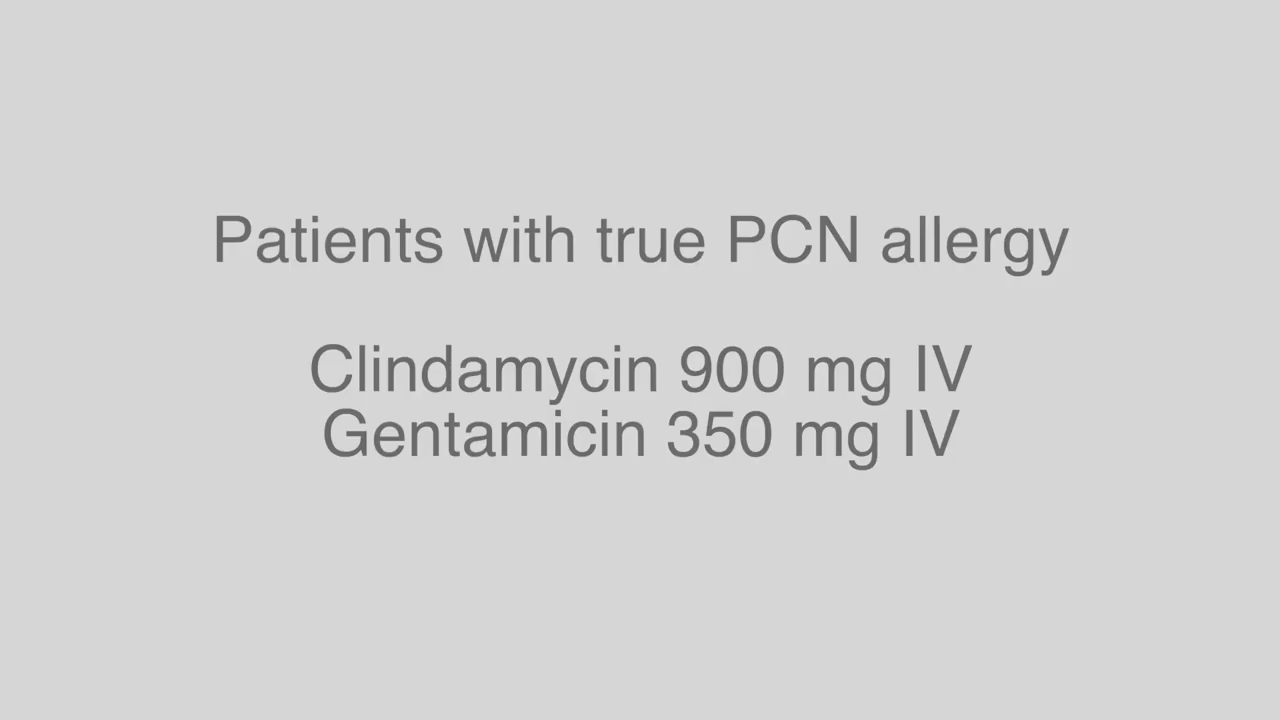 Patients with true PCN allergy
Clindamycin 900 mg IV
Gentamicin 350 mg IV